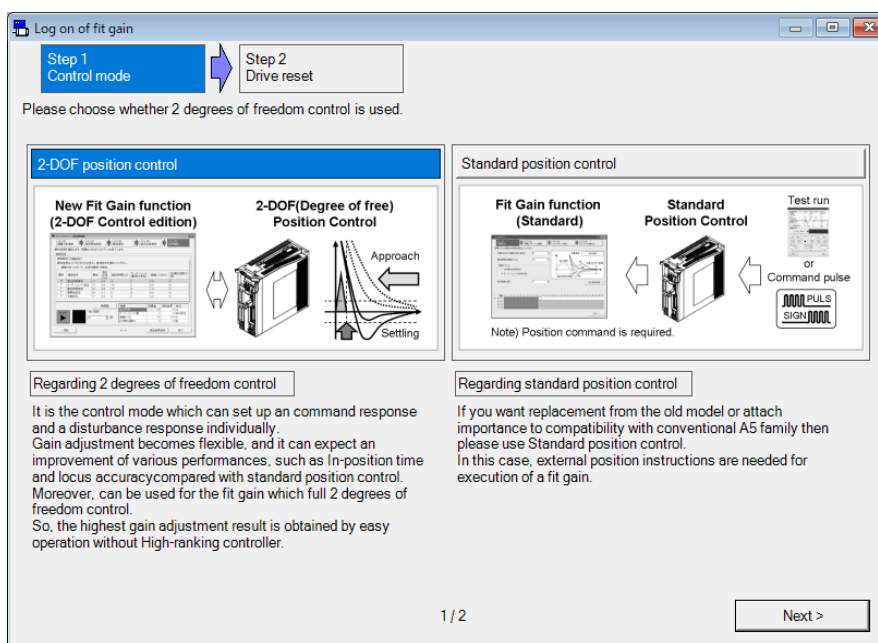 Log on of fit gain
Step 1
Control mode
Step 2
Drive reset
Please choose whether 2 degrees of freedom control is used.
2-DOF position control
New Fit Gain function
(2-DOF Control edition)
2-DOF(Degree of free)
Position Control
Approach
Settling
Standard position control
Fit Gain function
(Standard)
Standard
Position Control
Test run
or
Command pulse
PULS
SIGN
Note) Position command is required.
Regarding 2 degrees of freedom control
It is the control mode which can set up an command response
and a disturbance response individually.
Gain adjustment becomes flexible, and it can expect an
improvement of various performances, such as In-position time
and locus accuracycompared with standard position control.
Moreover, can be used for the fit gain which full 2 degrees of
freedom control.
So, the highest gain adjustment result is obtained by easy
operation without High-ranking controller.
Regarding standard position control
If you want replacement from the old model or attach
importance to compatibility with conventional A5 family then
please use Standard position control.
In this case, external position instructions are needed for
execution of a fit gain.
1 / 2
Next >